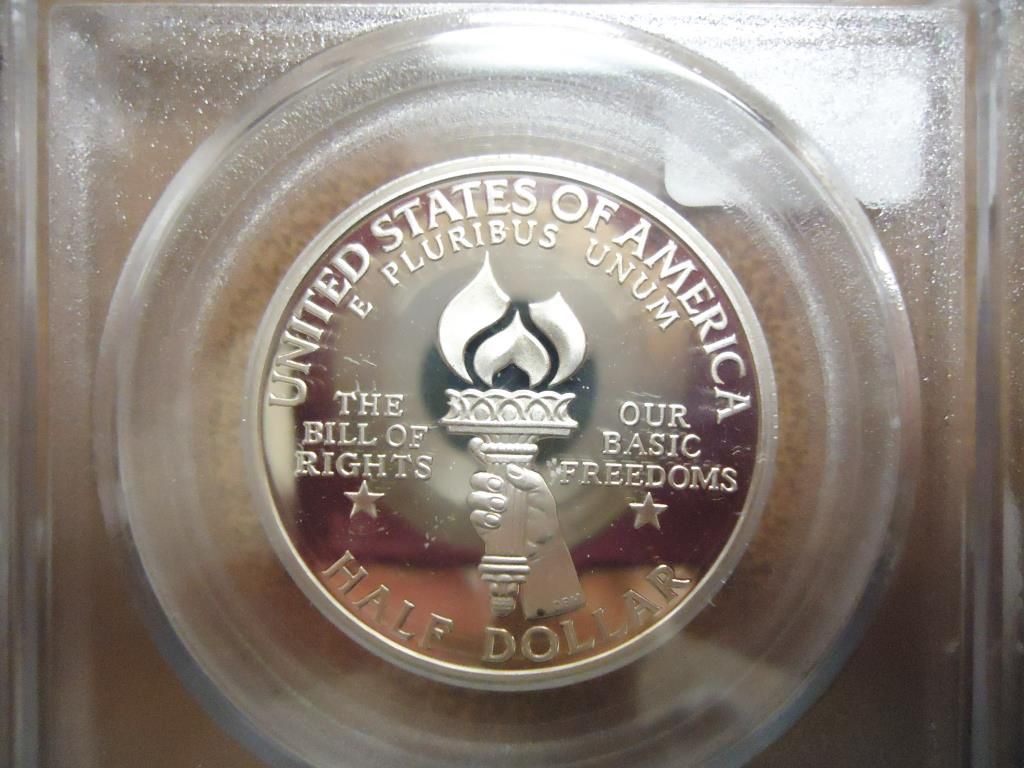 UNITED STATES OF AMERICA
E PLURIBUS UNUM
THE
BILL OF
RIGHTS
OUR
BASIC
FREEDOMS
HALF DOLLAR